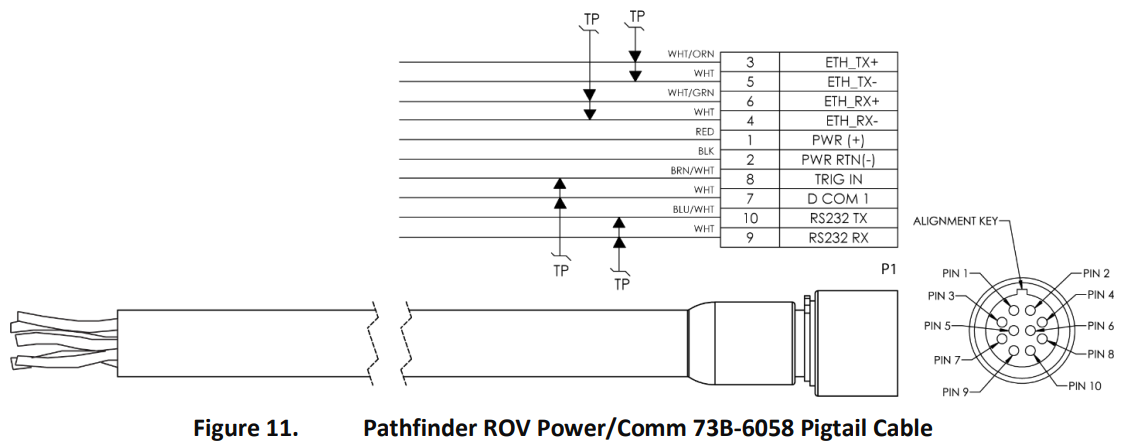 TP TP
WHT/ORN 3 ETH_TX+
WHT 5 ETH_TX-
WHT/GRN 6 ETH_RX+
WHT 4 ETH_RX-
RED 1 PWR (+)
BLK 2 PWR RTN(-)
BRN/WHT 8 TRIG IN
WHT 7 D COM 1
BLU/WHT 10 RS232 TX
WHT 9 RS232 RX
TP TP
P1
ALIGNMENT KEY
PIN 1 PIN 2
PIN 3 PIN 4
PIN 5 PIN 6
PIN 7 PIN 8
PIN 9 PIN 10
Figure 11. Pathfinder ROV Power/Comm 73B-6058 Pigtail Cable